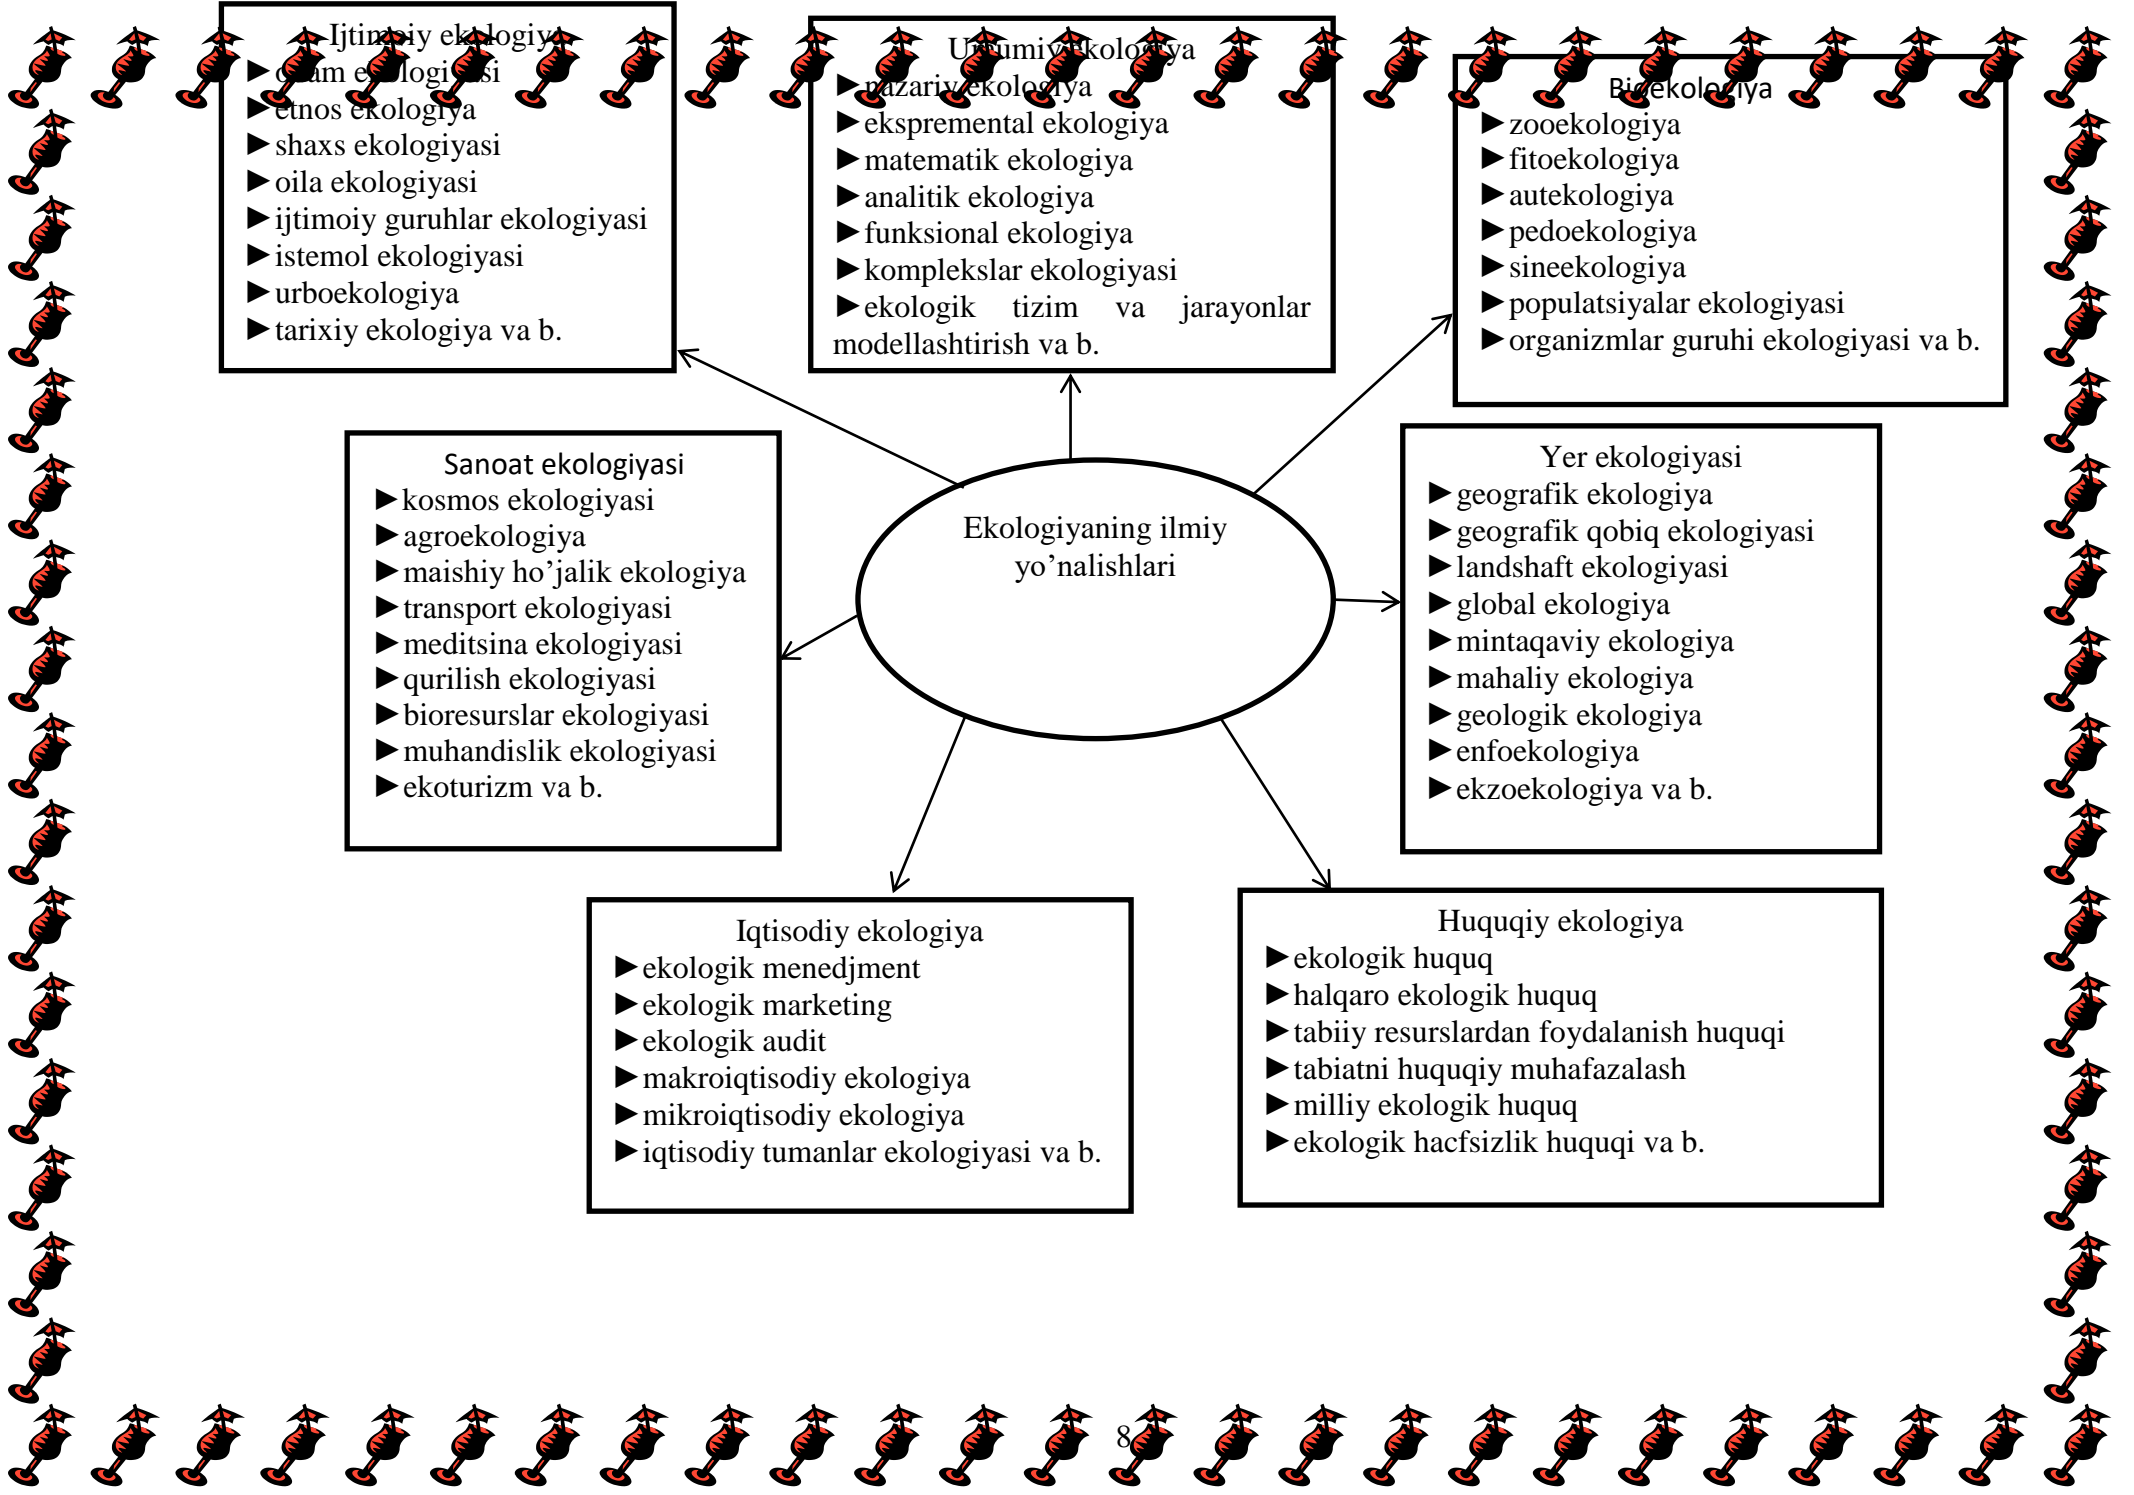 Ijtimoiy ekologiya
► odam ekologiyasi
► etnos ekologiya
► shaxs ekologiyasi
► oila ekologiyasi
► ijtimoiy guruhlar ekologiyasi
► istemol ekologiyasi
► urboekologiya
► tarixiy ekologiya va b.
Umumiy ekologiya
► nazariy ekologiya
► ekspremental ekologiya
► matematik ekologiya
► analitik ekologiya
► funksional ekologiya
► komplekslar ekologiyasi
► ekologik tizim va jarayonlar
modellashtirish va b.
Bioekologiya
► zooekologiya
► fitoekologiya
► autekologiya
► pedoekologiya
► sineekologiya
► populatsiyalar ekologiyasi
► organizmlar guruhi ekologiyasi va b.
Sanoat ekologiyasi
► kosmos ekologiyasi
► agroekologiya
► maishiy ho’jalik ekologiya
► transport ekologiyasi
► meditsina ekologiyasi
► qurilish ekologiyasi
► bioresurslar ekologiyasi
► muhandislik ekologiyasi
► ekoturizm va b.
Ekologiyaning ilmiy
yo’nalishlari
Yer ekologiyasi
► geografik ekologiya
► geografik qobiq ekologiyasi
► landshaft ekologiyasi
► global ekologiya
► mintaqaviy ekologiya
► mahaliy ekologiya
► geologik ekologiya
► enfoekologiya
► ekzoekologiya va b.
Iqtisodiy ekologiya
► ekologik menedjment
► ekologik marketing
► ekologik audit
► makroiqtisodiy ekologiya
► mikroiqtisodiy ekologiya
► iqtisodiy tumanlar ekologiyasi va b.
Huquqiy ekologiya
► ekologik huquq
► halqaro ekologik huquq
► tabiiy resurslardan foydalanish huquqi
► tabiatni huquqiy muhafazalash
► milliy ekologik huquq
► ekologik hacfsizlik huquqi va b.
8